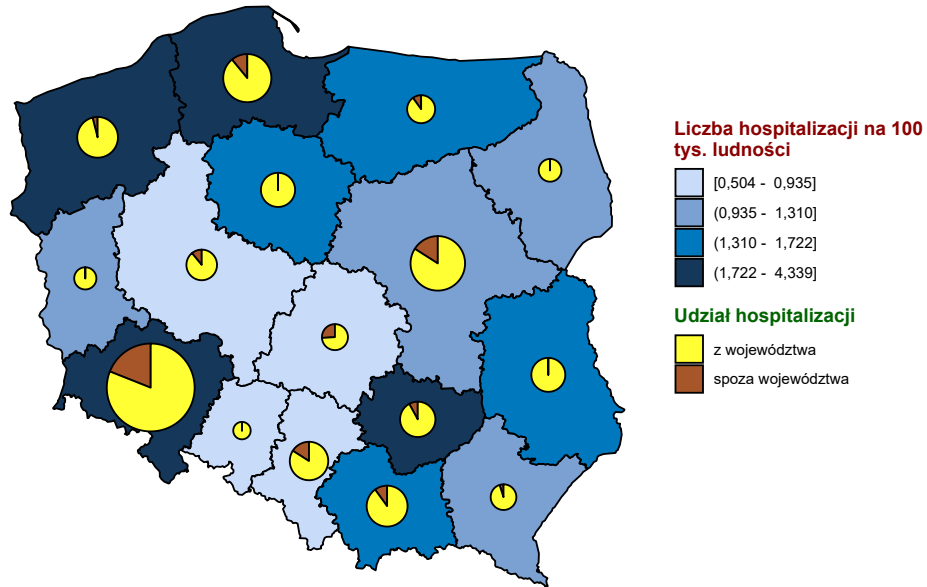 Liczba hospitalizacji na 100
tys. ludności
[0,504 - 0,935]
(0,935 - 1,310]
(1,310 - 1,722]
(1,722 - 4,339]
Udział hospitalizacji
z województwa
spoza województwa